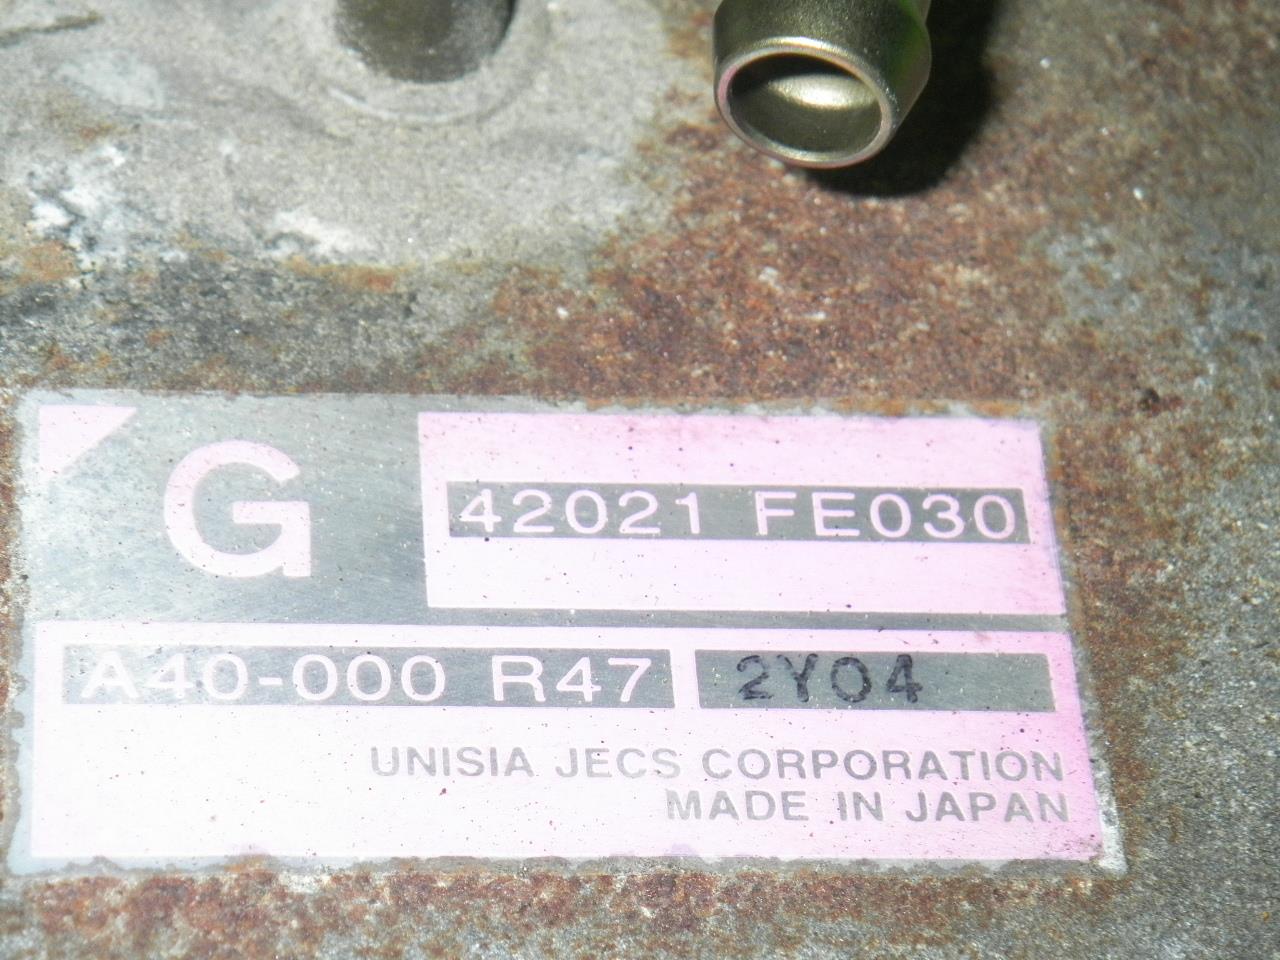 G
42021 FE030
A40-000 R47 2Y04
UNISIA JECS CORPORATION
MADE IN JAPAN